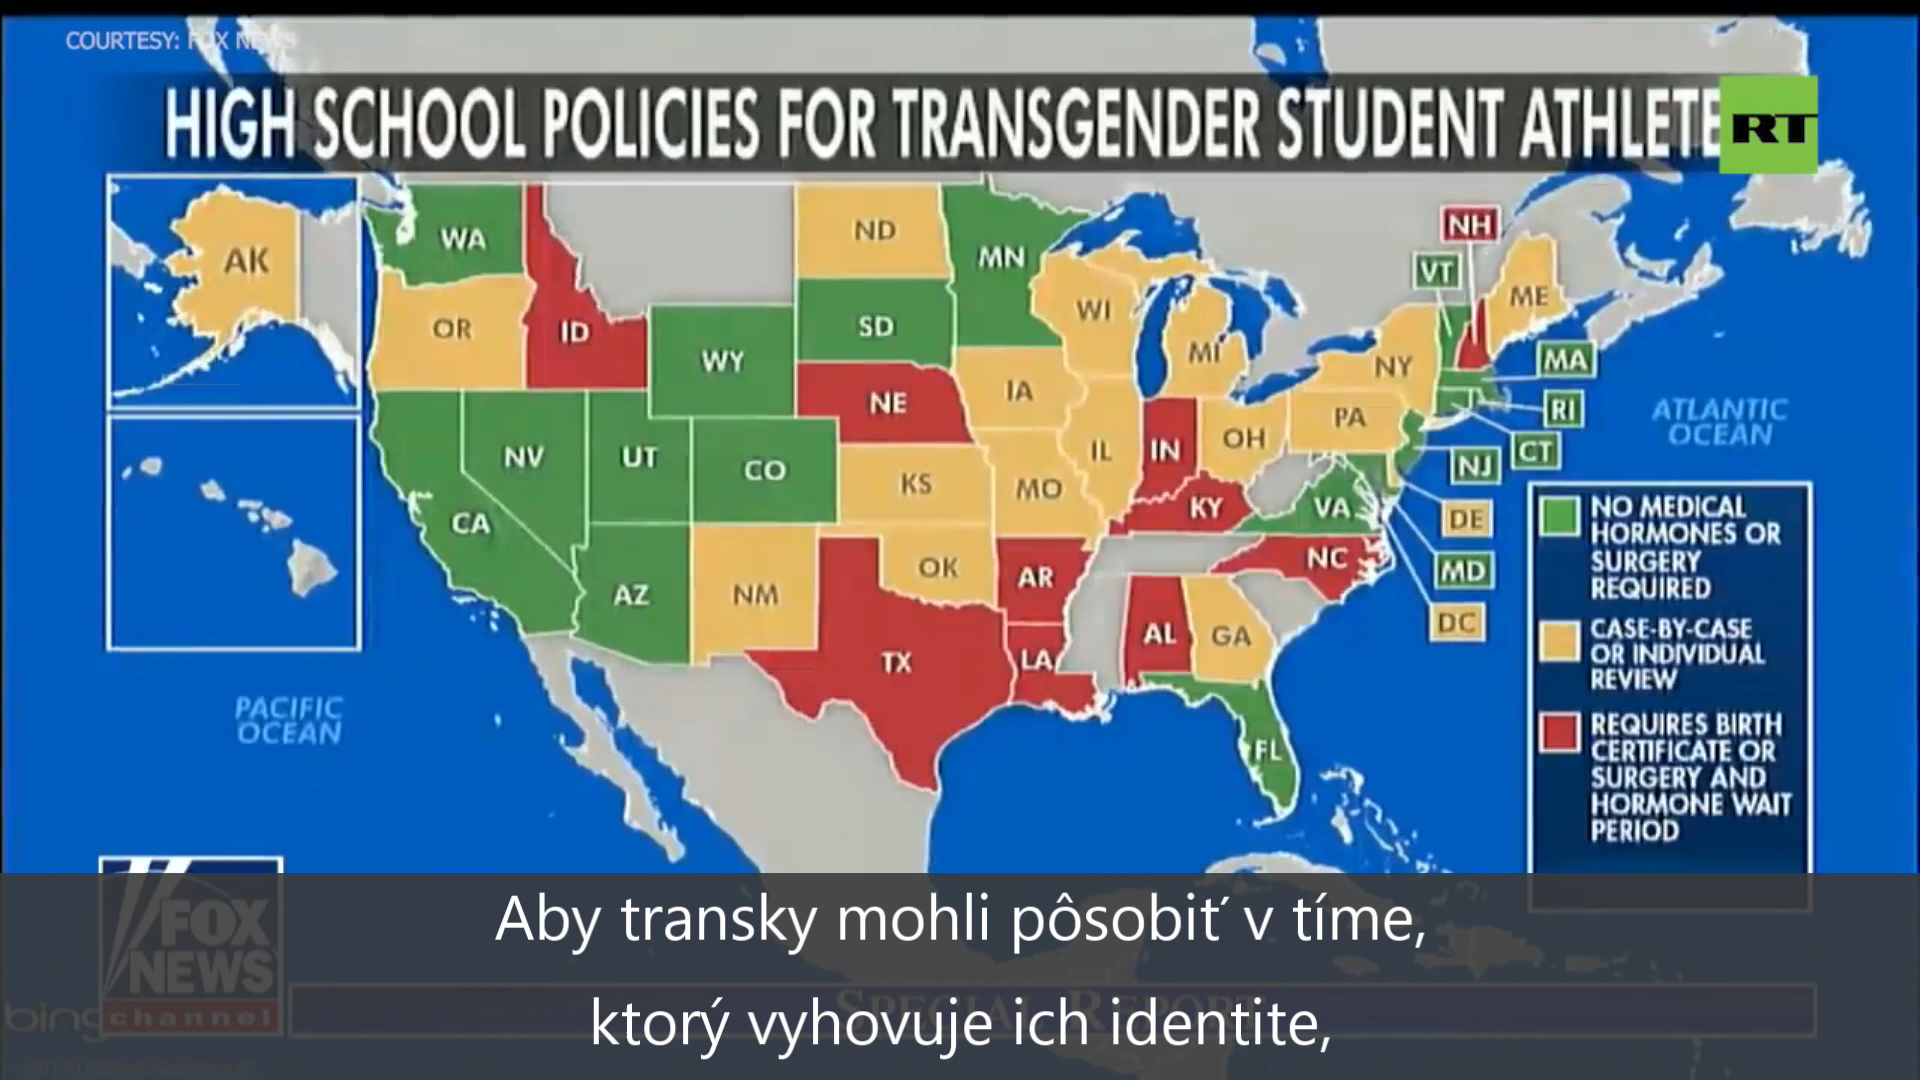 COURTESY: FOX NEWS
HIGH SCHOOL POLICIES FOR TRANSGENDER STUDENT ATHLETE
RT
AK
WA
OR
ID
ND
MN
SD
WY
NE
WI
MI
IA
NH
VT
ME
NY
MA
RI
CT
NJ
PA
OH
IN
IL
NV
UT
CO
CA
KS
MO
KY
VA
DE
MD
DC
NC
AZ
NM
OK
AR
TX
LA
AL
GA
FL
ATLANTIC
OCEAN
PACIFIC
OCEAN
NO MEDICAL
HORMONES OR
SURGERY
REQUIRED
CASE-BY-CASE
OR INDIVIDUAL
REVIEW
REQUIRES BIRTH
CERTIFICATE OR
SURGERY AND
HORMONE WAIT
PERIOD
FOX
NEWS
channel
bing
SPECIAL REPORT
Aby transky mohli pôsobiť v tíme,
ktorý vyhovuje ich identite,